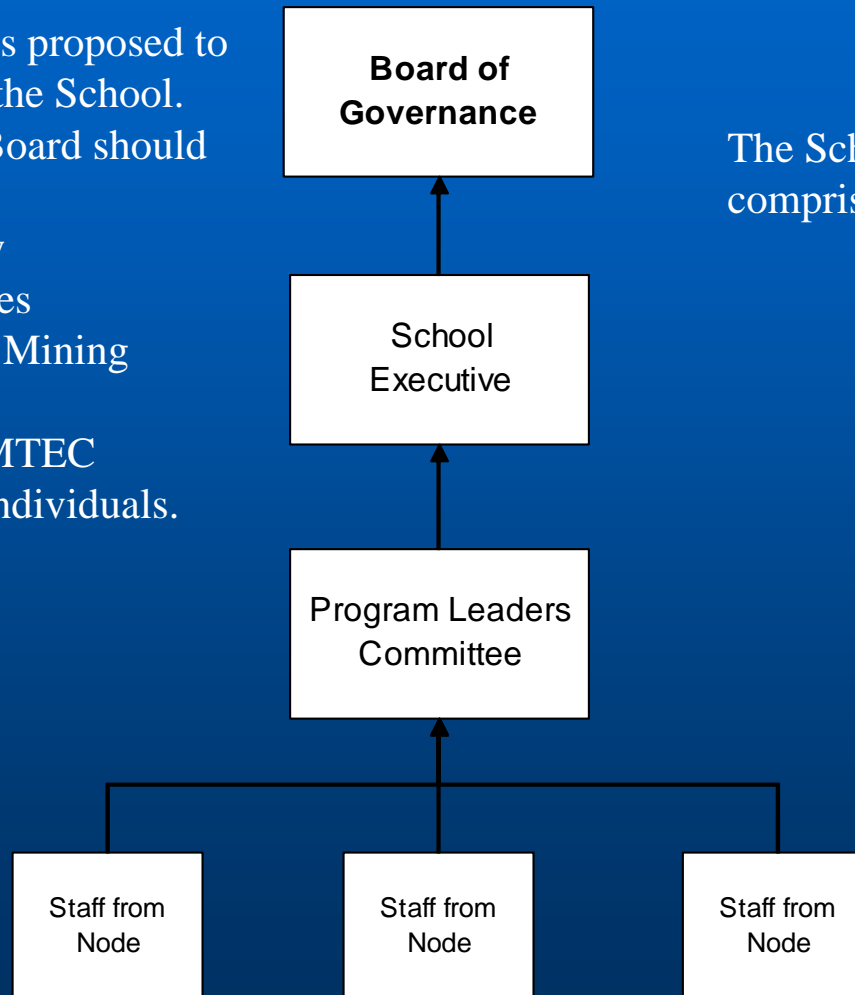 s proposed to
the School.
Board should
es
Mining
MTEC
ndividuals.
Board of
Governance
The Sch
compris
School
Executive
Program Leaders
Committee
Staff from
Node
Staff from
Node
Staff from
Node